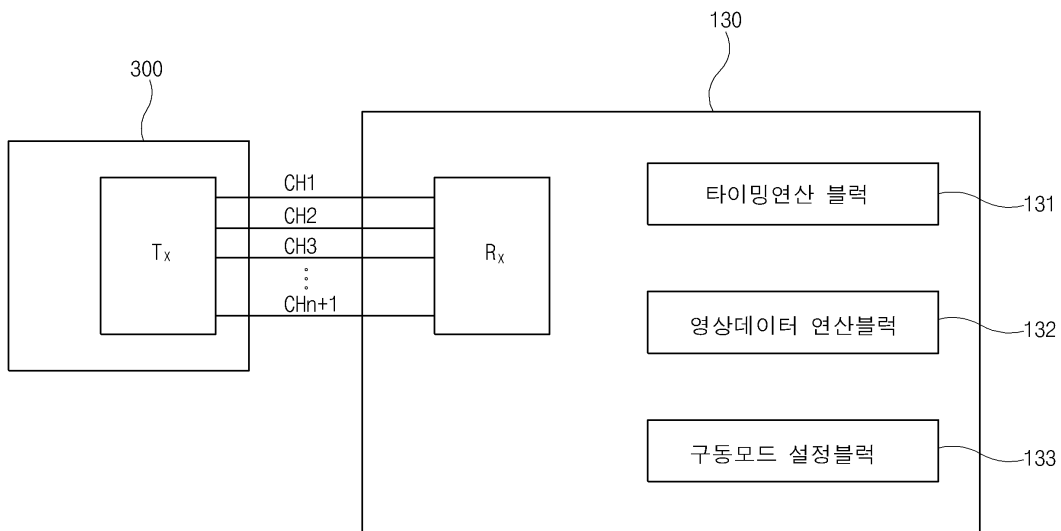 130
300
CH1
CH2
CH3
CHn+1
Tx
Rx
타이밍연산 블럭
131
영상데이터 연산블럭
132
구동모드 설정블럭
133